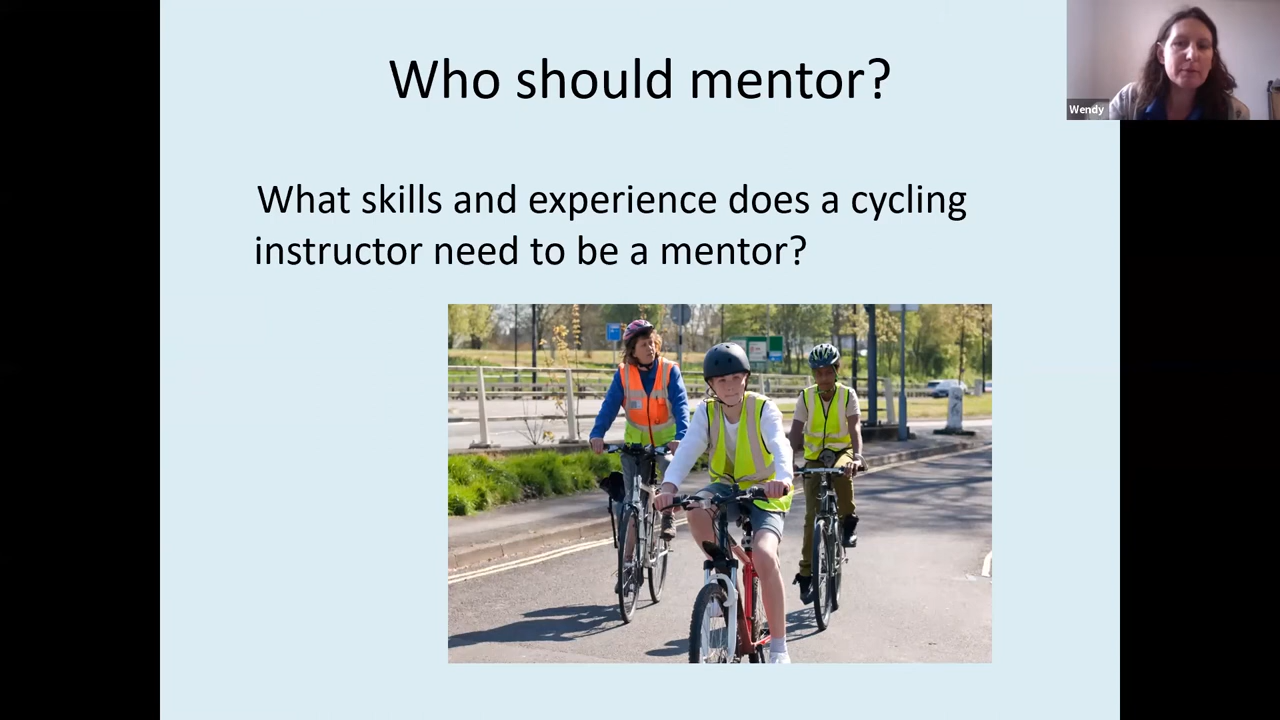 Who should mentor?
Wendy
What skills and experience does a cycling
instructor need to be a mentor?